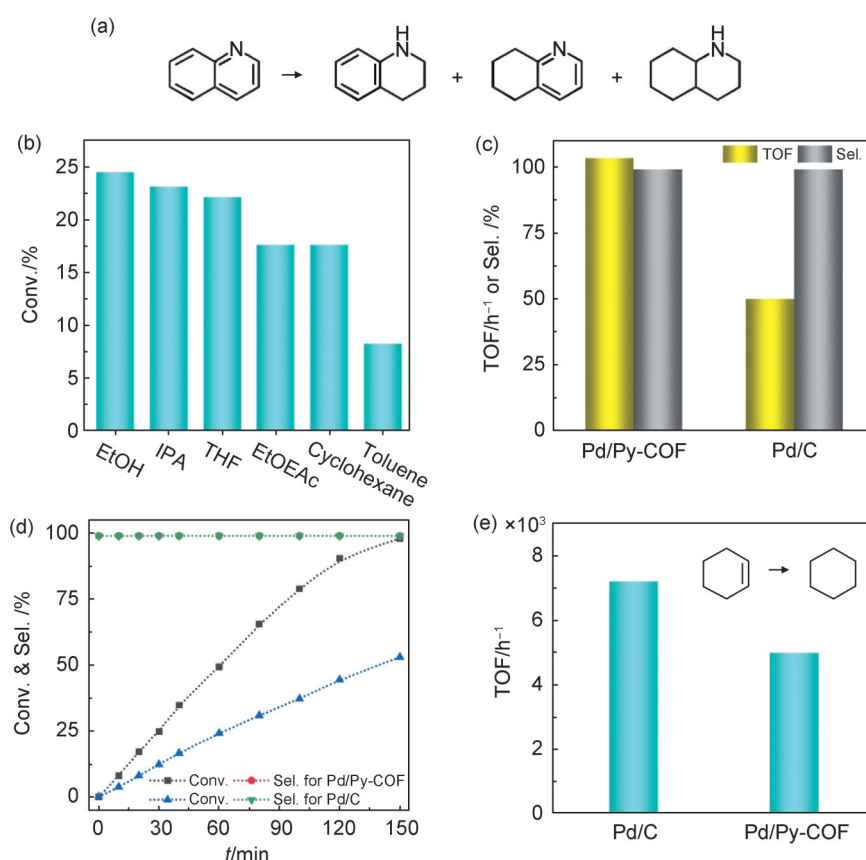 (a)
N
H
N
+
N
+
H
N
(b)
Conv./%
25
20
15
10
5
0
EtOH
IPA
THF
EtOEAc
Cyclohexane
Toluene
(c)
TOF/h⁻¹ or Sel. /%
TOF
Sel.
100
75
50
25
0
Pd/Py-COF
Pd/C
(d)
Conv. & Sel. /%
100
75
50
25
0
Conv.
Sel. for Pd/Py-COF
Conv.
Sel. for Pd/C
0
30
60
90
120
150
t/min
(e)
×10³
TOF/h⁻¹
8
6
4
2
0
Pd/C
Pd/Py-COF